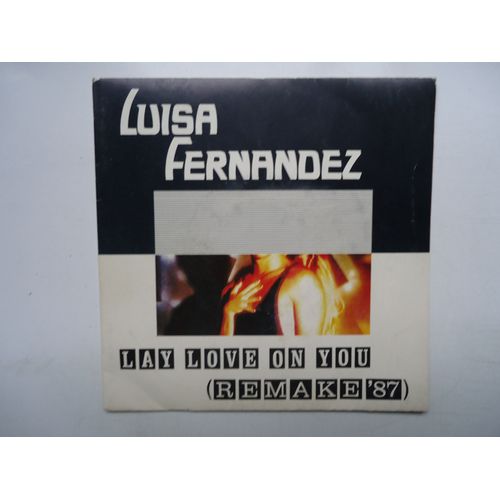 LUISA
FERNANDEZ
LAY LOVE ON YOU
(REMAKE '87)